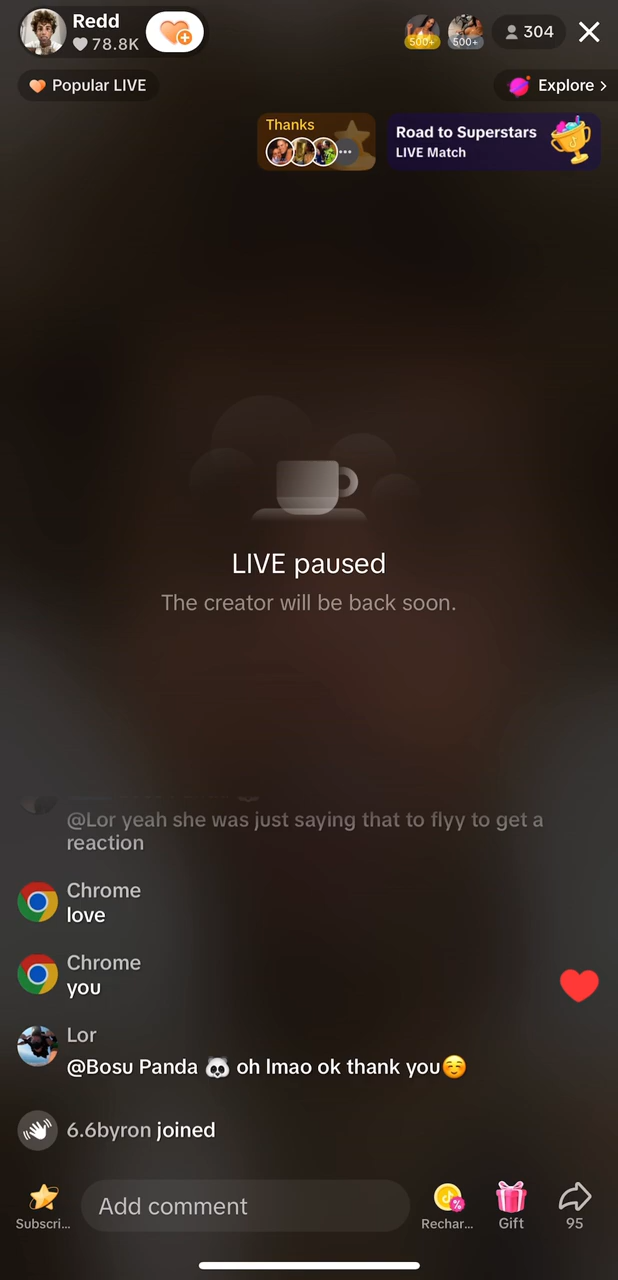 Redd
78.8K
500+
500+
304
Popular LIVE
Explore
Thanks
Road to Superstars
LIVE Match
LIVE paused
The creator will be back soon.
@Lor yeah she was just saying that to flyy to get a
reaction
Chrome
love
Chrome
you
Lor
@Bosu Panda 🐼 oh lmao ok thank you☺️
6.6byron joined
Add comment
Subscri...
Rechar...
Gift
95